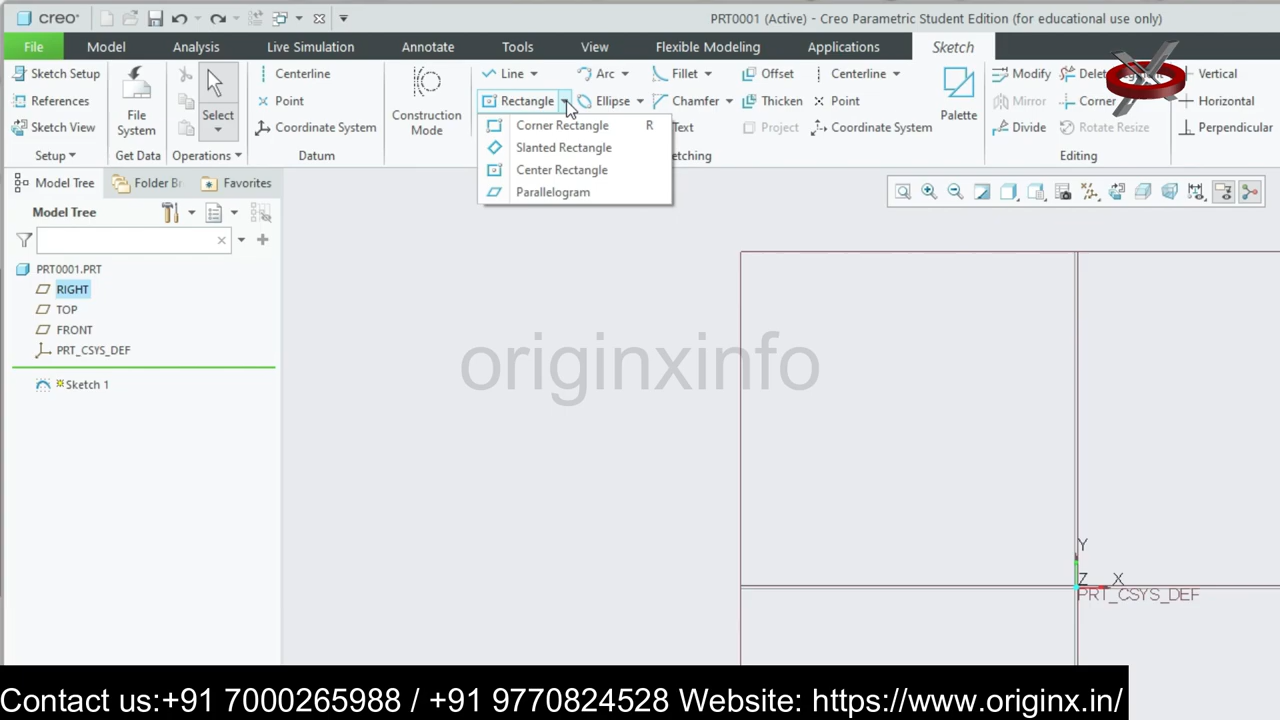 creo®
PRT0001 (Active) - Creo Parametric Student Edition (for educational use only)
File Model Analysis Live Simulation Annotate Tools View Flexible Modeling Applications Sketch
Sketch Setup
References
Sketch View
Setup
File System
Get Data
Select
Operations
Centerline
Point
Coordinate System
Datum
Construction Mode
Line Arc Fillet Offset Centerline
Rectangle Ellipse Chamfer Thicken Point
Text Project Coordinate System
Corner Rectangle R
Slanted Rectangle
Center Rectangle
Parallelogram
etching
Palette
Modify
Mirror Corner
Divide Rotate Resize
Editing
Vertical
Horizontal
Perpendicular
Model Tree Folder Br Favorites
Model Tree
PRT0001.PRT
RIGHT
TOP
FRONT
PRT_CSYS_DEF
Sketch 1
originxinfo
Y
Z X
PRT_CSYS_DEF
Contact us:+91 7000265988 / +91 9770824528 Website: https://www.originx.in/